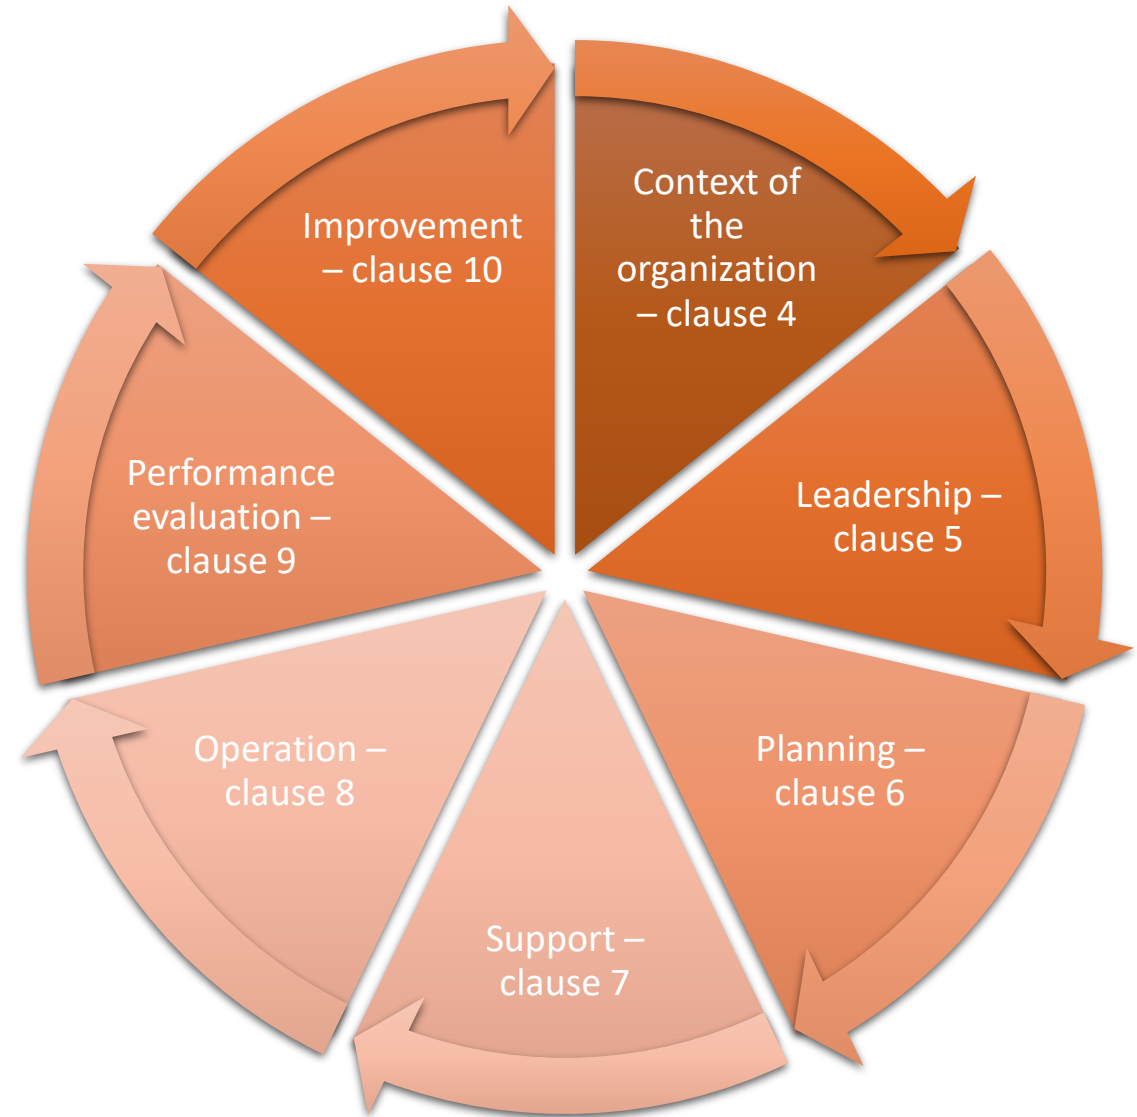 Context of
the
organization
– clause 4
Leadership –
clause 5
Planning –
clause 6
Support –
clause 7
Operation –
clause 8
Performance
evaluation –
clause 9
Improvement
– clause 10